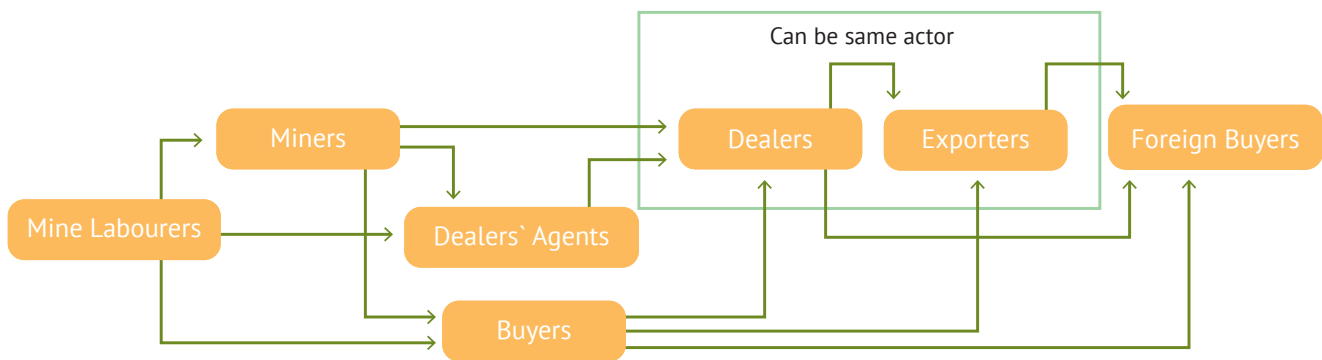 Can be same actor
Miners
Dealers
Exporters
Foreign Buyers
Mine Labourers
Dealers` Agents
Buyers